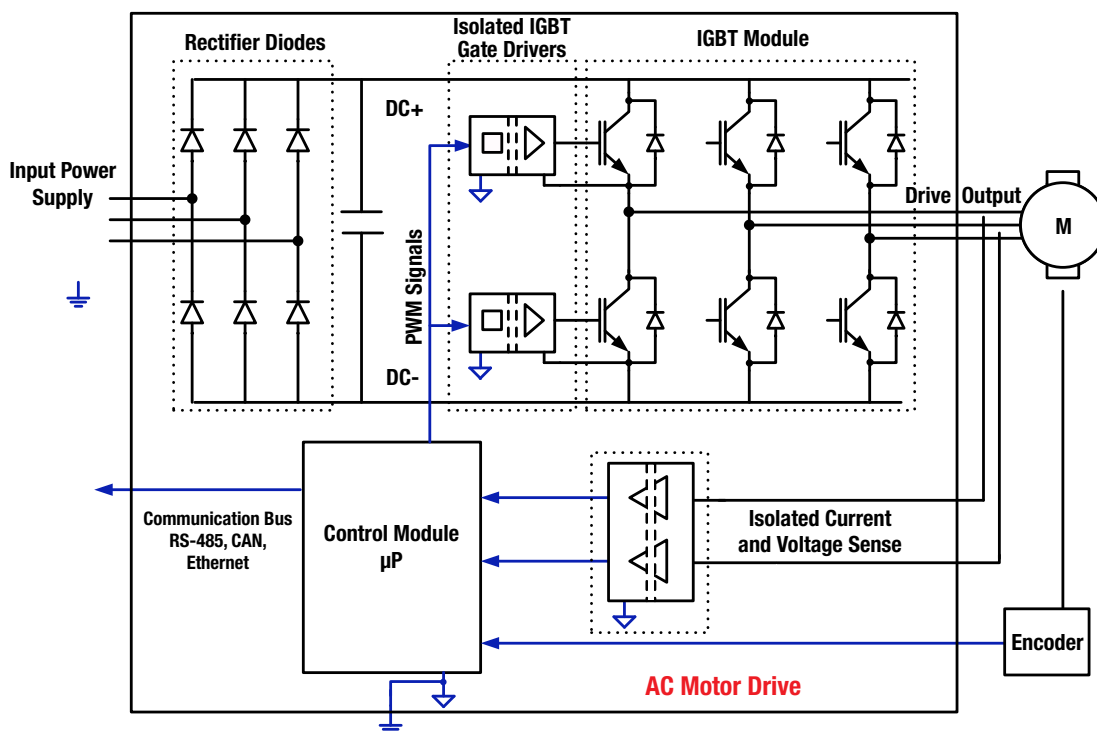 Rectifier Diodes
Isolated IGBT
Gate Drivers
IGBT Module
DC+
Input Power
Supply
PWM Signals
Drive Output
M
DC-
Communication Bus
RS-485, CAN,
Ethernet
Control Module
µP
Isolated Current
and Voltage Sense
Encoder
AC Motor Drive